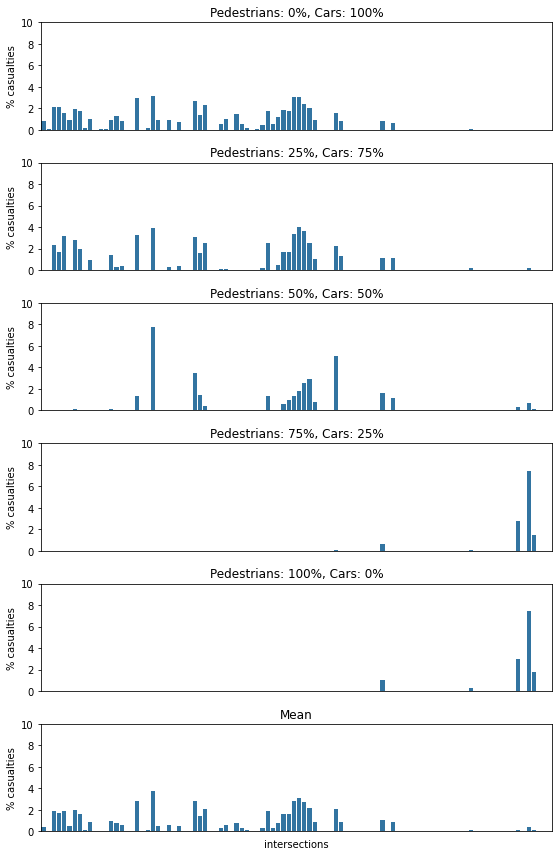 Pedestrians: 0%, Cars: 100%
10
8
6
4
2
0
% casualties
Pedestrians: 25%, Cars: 75%
10
8
6
4
2
0
% casualties
Pedestrians: 50%, Cars: 50%
10
8
6
4
2
0
% casualties
Pedestrians: 75%, Cars: 25%
10
8
6
4
2
0
% casualties
Pedestrians: 100%, Cars: 0%
10
8
6
4
2
0
% casualties
Mean
10
8
6
4
2
0
% casualties
intersections